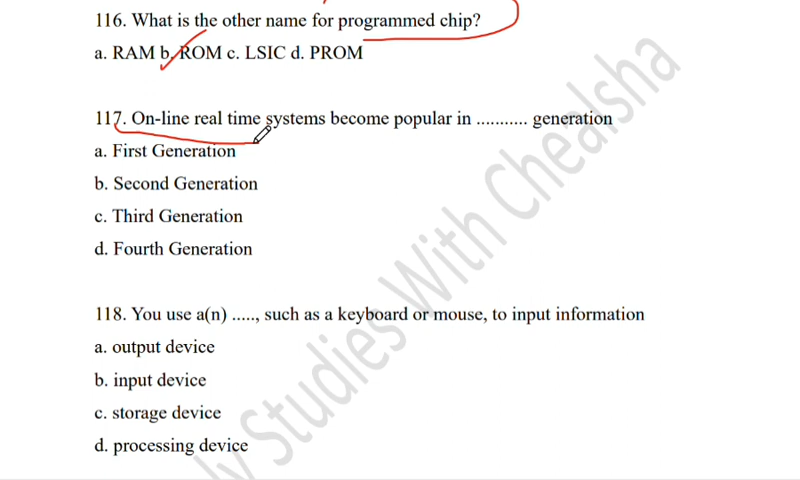 116. What is the other name for programmed chip?
a. RAM b. ROM c. LSIC d. PROM
117. On-line real time systems become popular in .......... generation
a. First Generation
b. Second Generation
c. Third Generation
d. Fourth Generation
118. You use a(n) ....., such as a keyboard or mouse, to input information
a. output device
b. input device
c. storage device
d. processing device
Studies With Chealsha